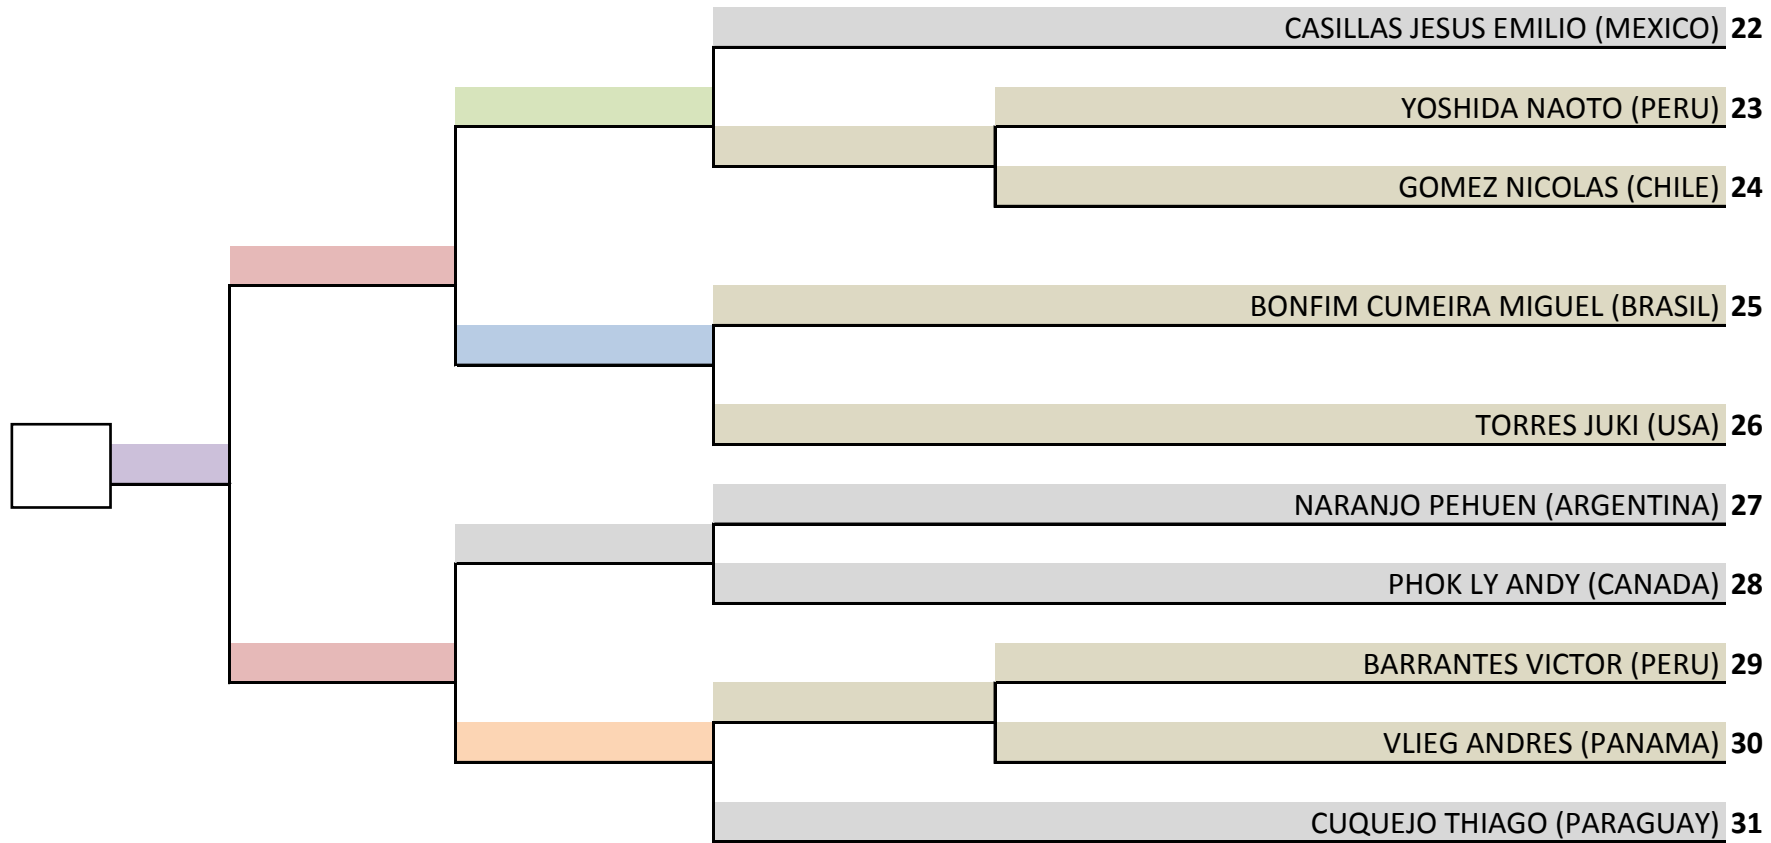 CASILLAS JESUS EMILIO (MEXICO) 22
YOSHIDA NAOTO (PERU) 23
GOMEZ NICOLAS (CHILE) 24
BONFIM CUMEIRA MIGUEL (BRASIL) 25
TORRES JUKI (USA) 26
NARANJO PEHUEN (ARGENTINA) 27
PHOK LY ANDY (CANADA) 28
BARRANTES VICTOR (PERU) 29
VLIEG ANDRES (PANAMA) 30
CUQUEJO THIAGO (PARAGUAY) 31